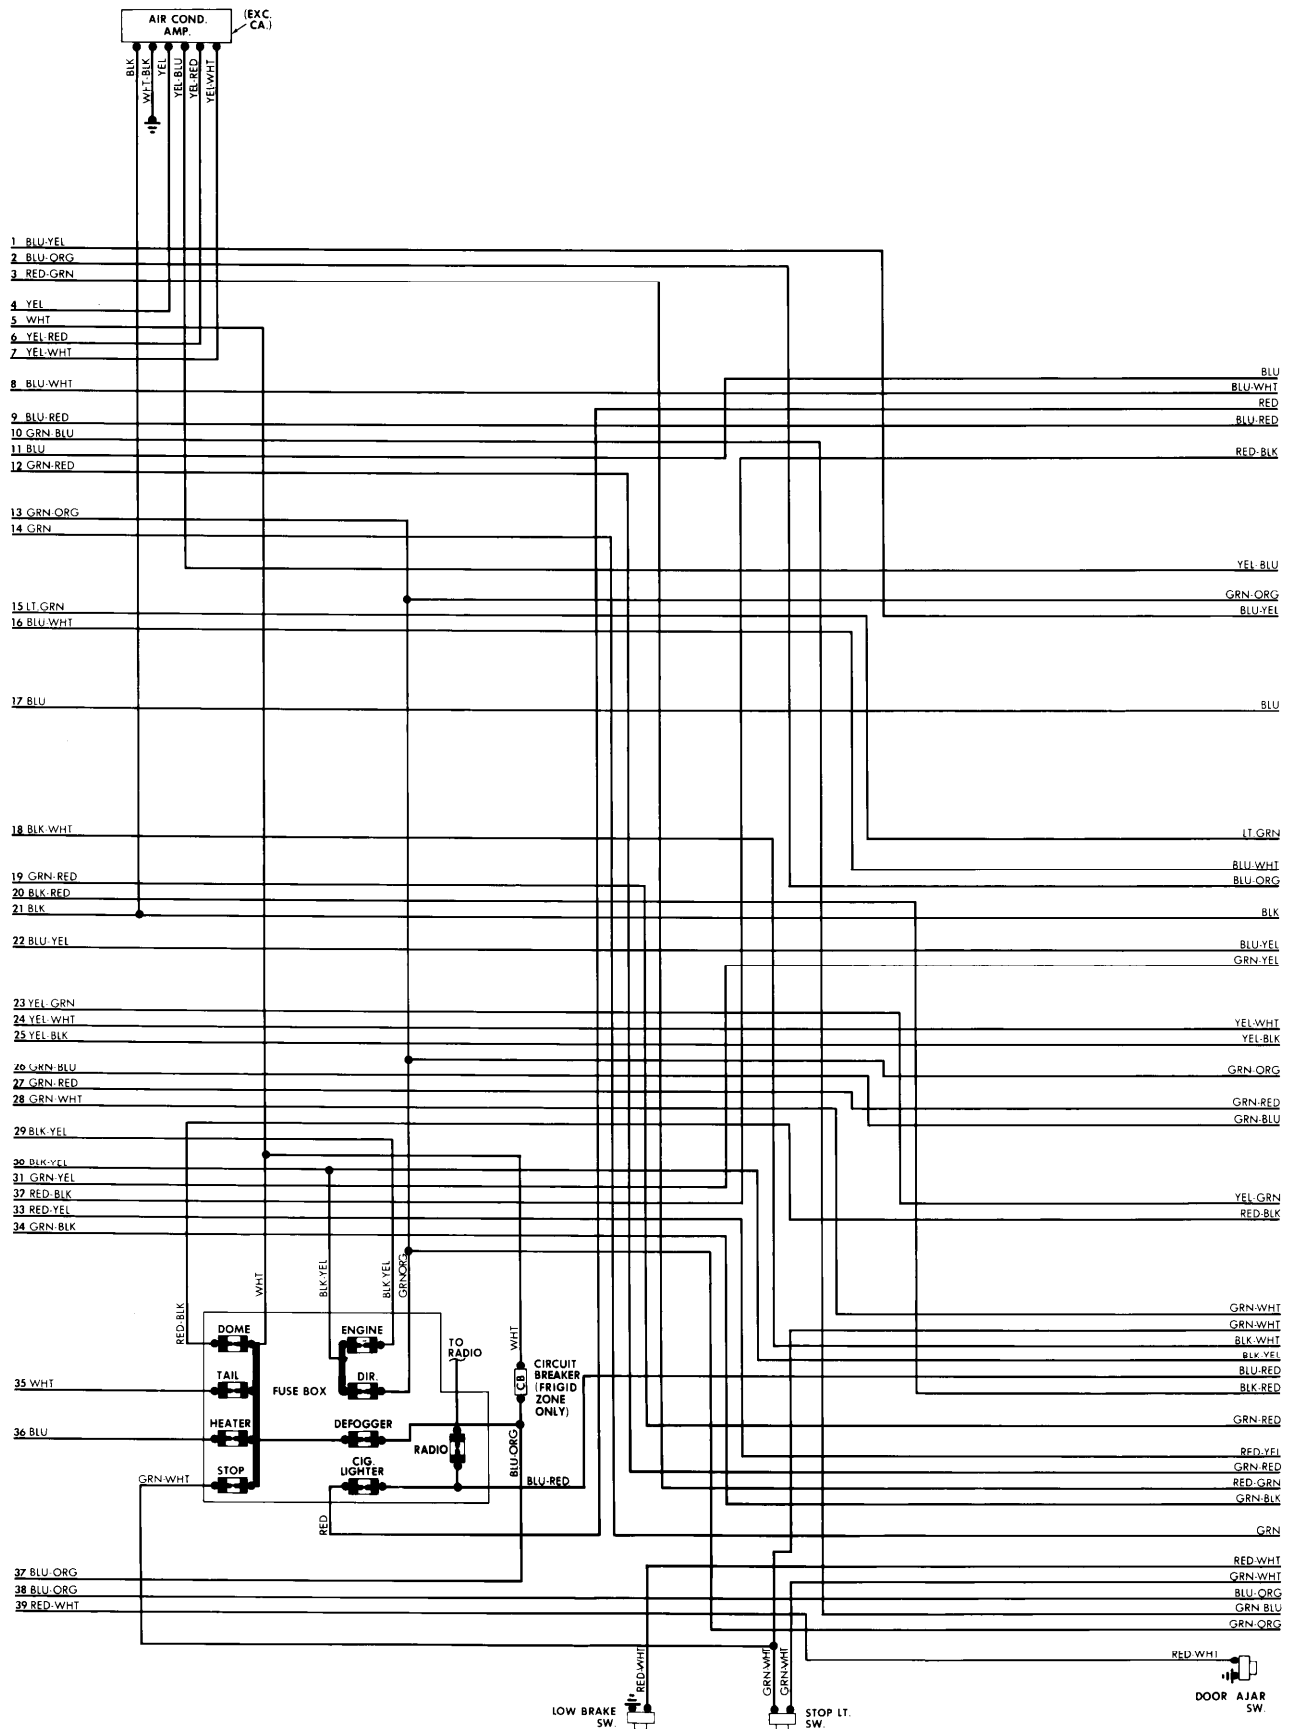 AIR COND.
AMP.
(EXC.
CA.)
BLK
WHT-BLK
YEL
YEL-BLU
YEL-RED
YEL-WHT
1 BLU-YEL
2 BLU-ORG
3 RED-GRN
4 YEL
5 WHT
6 YEL-RED
7 YEL-WHT
8 BLU-WHT
9 BLU-RED
10 GRN-BLU
11 BLU
12 GRN-RED
13 GRN-ORG
14 GRN
15 LT.GRN
16 BLU-WHT
17 BLU
18 BLK-WHT
19 GRN-RED
20 BLK-RED
21 BLK
22 BLU-YEL
23 YEL-GRN
24 YEL-WHT
25 YEL-BLK
26 GRN-BLU
27 GRN-RED
28 GRN-WHT
29 BLK-YEL
30 BLK-YEL
31 GRN-YEL
32 RED-BLK
33 RED-YEL
34 GRN-BLK
35 WHT
36 BLU
37 BLU-ORG
38 BLU-ORG
39 RED-WHT
BLU
BLU-WHT
RED
BLU-RED
RED-BLK
YEL-BLU
GRN-ORG
BLU-YEL
BLU
LT.GRN
BLU-WHT
BLU-ORG
BLK
BLU-YEL
GRN-YEL
YEL-WHT
YEL-BLK
GRN-ORG
GRN-RED
GRN-BLU
YEL-GRN
RED-BLK
GRN-WHT
GRN-WHT
BLK-WHT
BLK-YEL
BLU-RED
BLK-RED
GRN-RED
RED-YEL
GRN-RED
RED-GRN
GRN-BLK
GRN
RED-WHT
GRN-WHT
BLU-ORG
GRN BLU
GRN-ORG
RED-BLK
WHT
BLK-YEL
BLK YEL
GRNORG
WHT
DOME
TAIL
HEATER
STOP
FUSE BOX
ENGINE
DIR.
DEFOGGER
CIG.
LIGHTER
TO
RADIO
RADIO
CB
CIRCUIT
BREAKER
(FRIGID
ZONE
ONLY)
BLU-ORG
BLU-RED
GRN-WHT
RED
RED-WHT
GRN-WHT
GRN-WHT
LOW BRAKE
SW.
STOP LT.
SW.
RED-WHT
DOOR AJAR
SW.